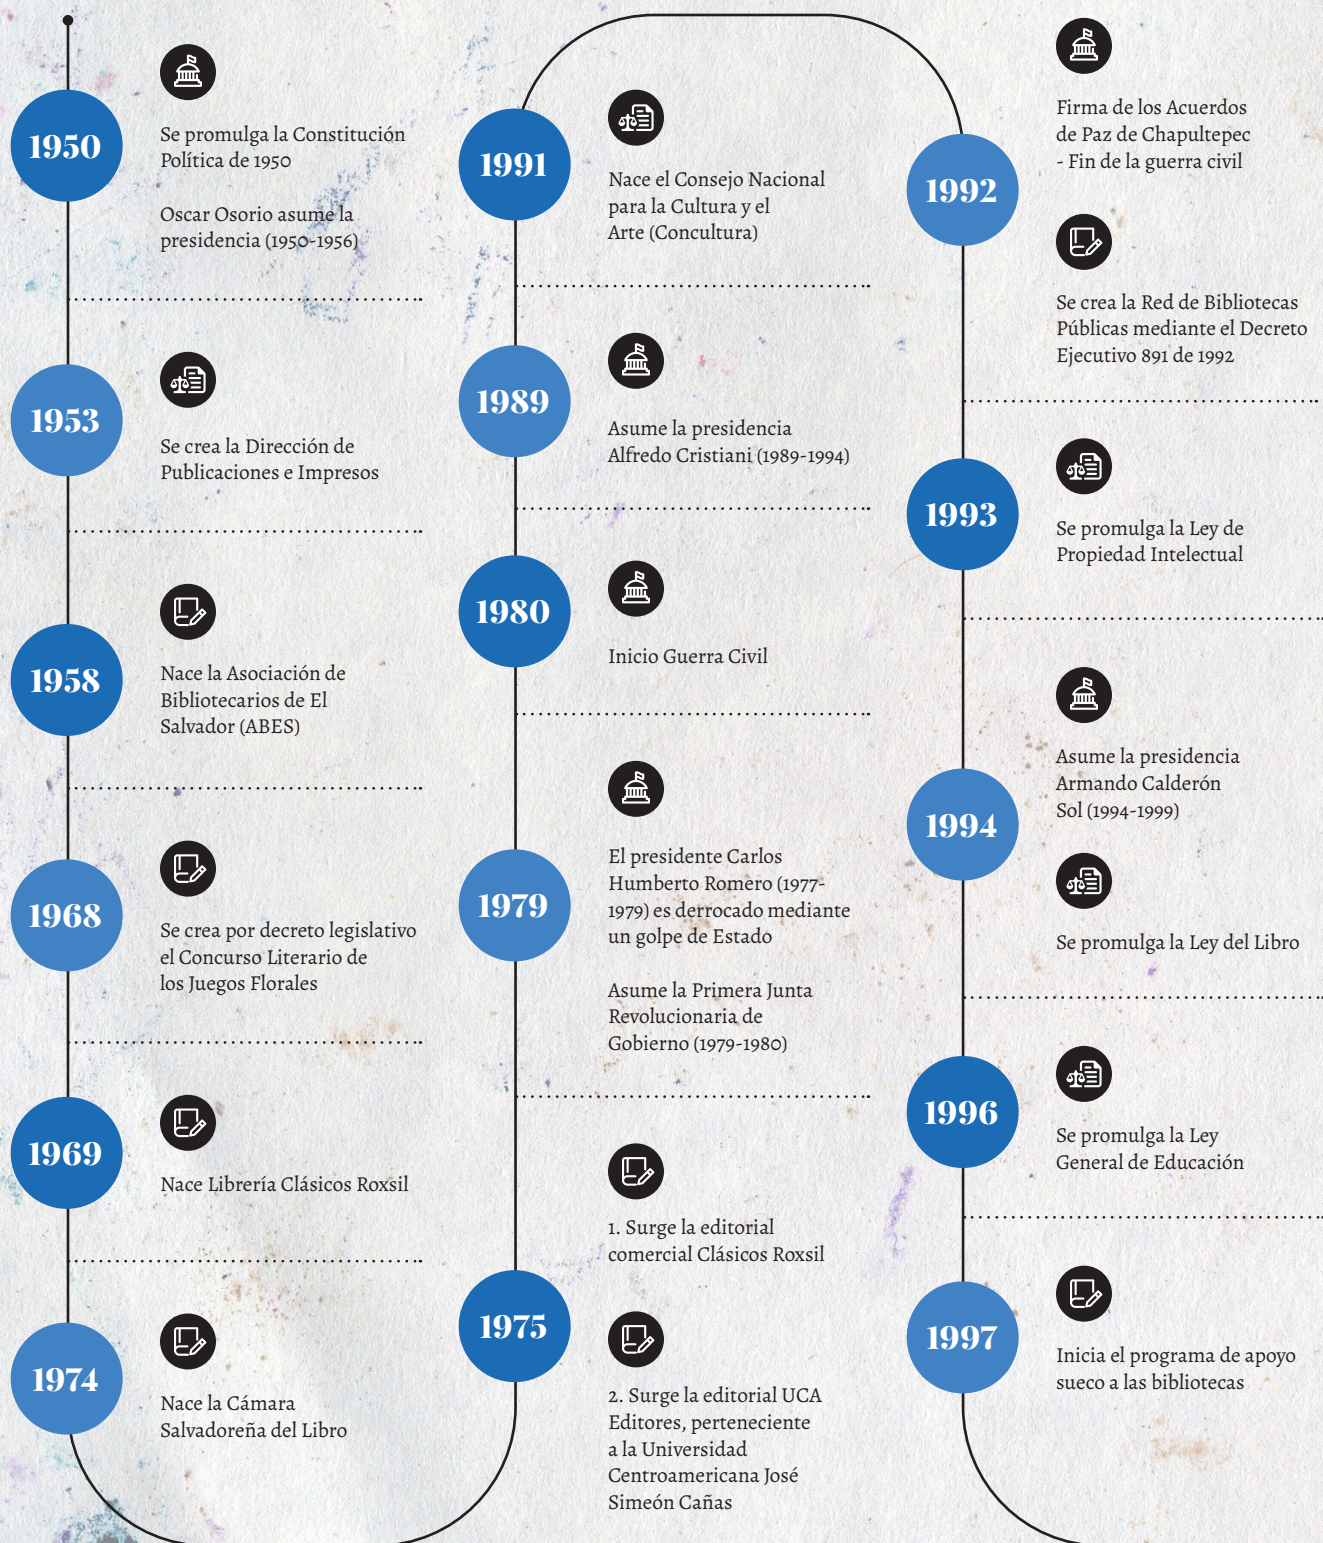 1950
Se promulga la Constitución
Política de 1950
Oscar Osorio asume la
presidencia (1950-1956)
1953
Se crea la Dirección de
Publicaciones e Impresos
1958
Nace la Asociación de
Bibliotecarios de El
Salvador (ABES)
1968
Se crea por decreto legislativo
el Concurso Literario de
los Juegos Florales
1969
Nace Librería Clásicos Roxsil
1974
Nace la Cámara
Salvadoreña del Libro
1991
Nace el Consejo Nacional
para la Cultura y el
Arte (Concultura)
1989
Asume la presidencia
Alfredo Cristiani (1989-1994)
1980
Inicio Guerra Civil
1979
El presidente Carlos
Humberto Romero (1977-
1979) es derrocado mediante
un golpe de Estado
Asume la Primera Junta
Revolucionaria de
Gobierno (1979-1980)
1975
1. Surge la editorial
comercial Clásicos Roxsil
2. Surge la editorial UCA
Editores, perteneciente
a la Universidad
Centroamericana José
Simeón Cañas
1992
Firma de los Acuerdos
de Paz de Chapultepec
- Fin de la guerra civil
Se crea la Red de Bibliotecas
Públicas mediante el Decreto
Ejecutivo 891 de 1992
1993
Se promulga la Ley de
Propiedad Intelectual
1994
Asume la presidencia
Armando Calderón
Sol (1994-1999)
Se promulga la Ley del Libro
1996
Se promulga la Ley
General de Educación
1997
Inicia el programa de apoyo
sueco a las bibliotecas